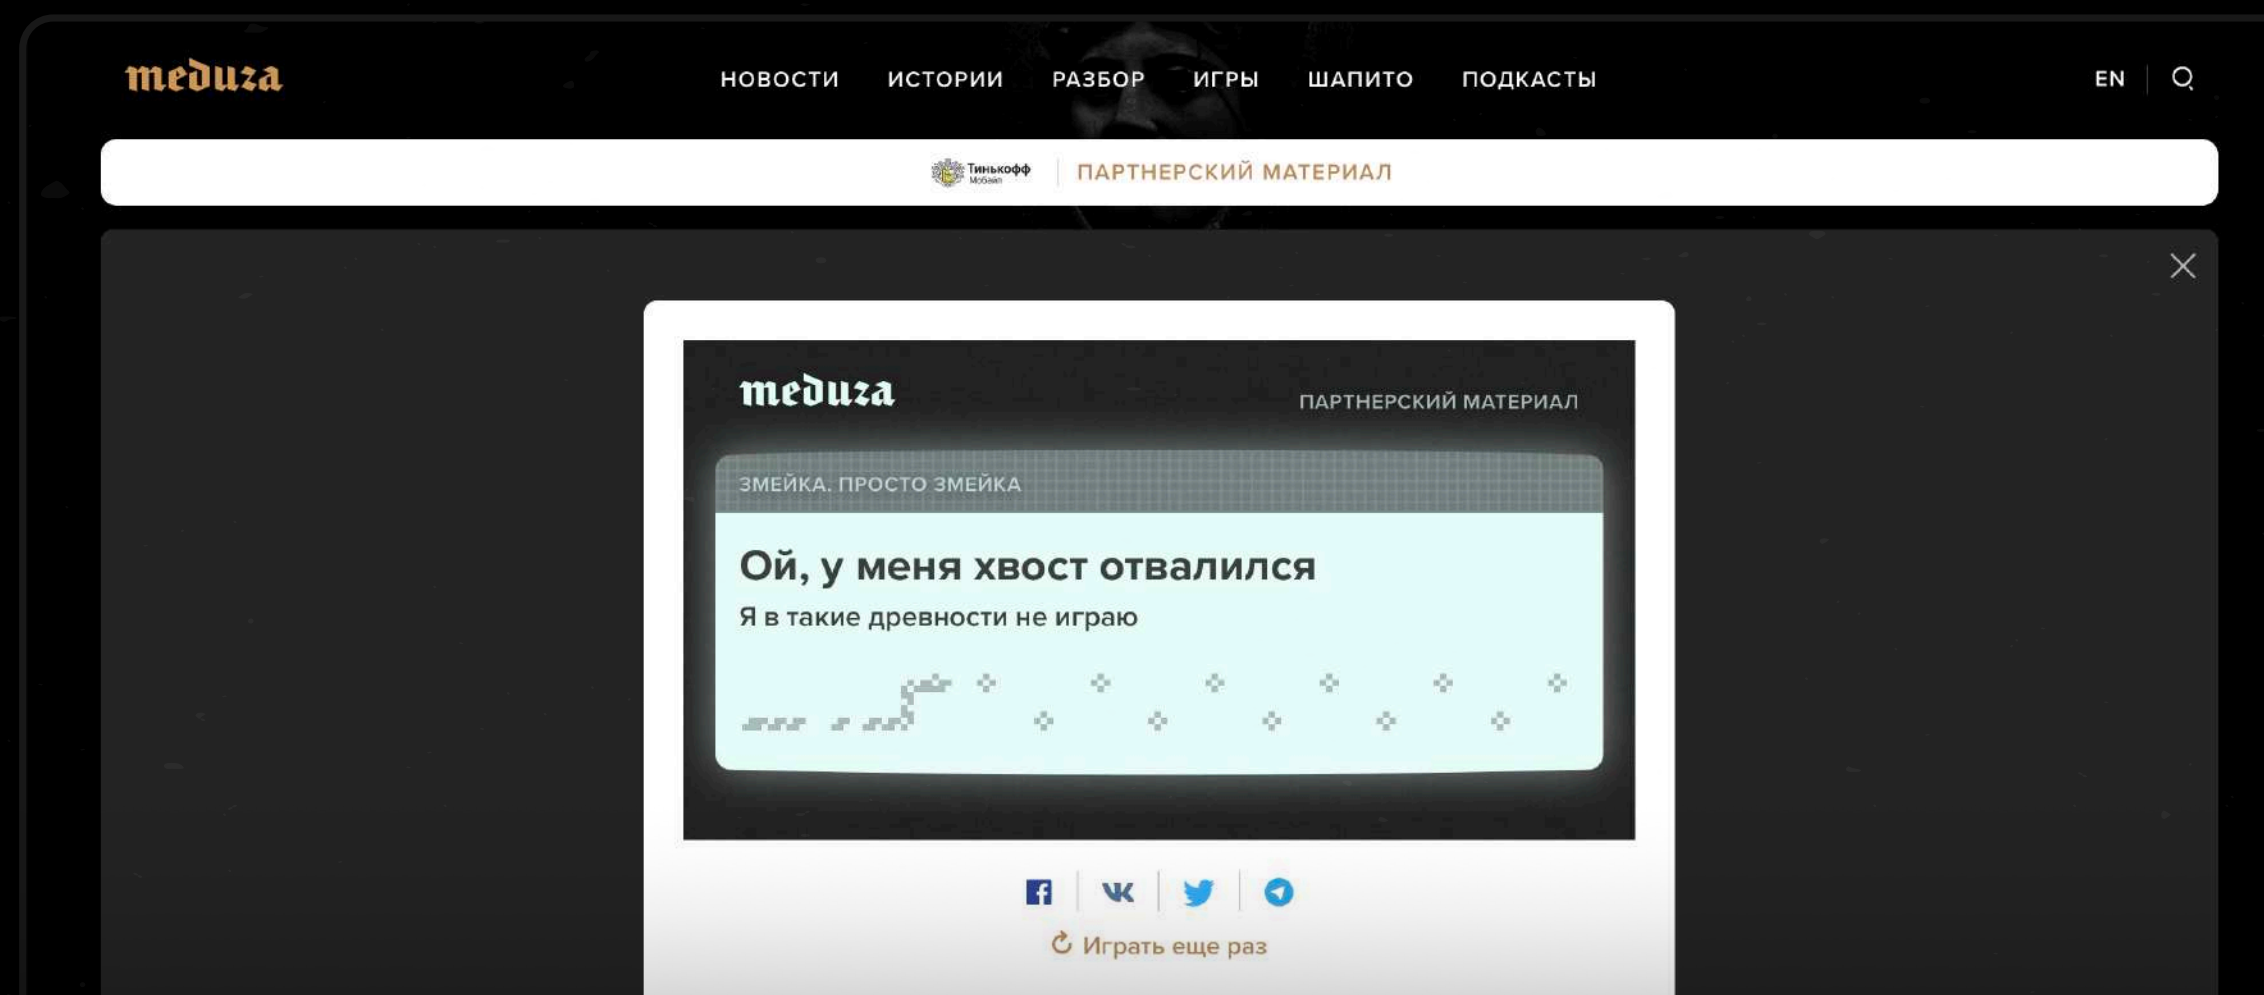 meduza
НОВОСТИ ИСТОРИИ РАЗБОР ИГРЫ ШАПИТО ПОДКАСТЫ
EN
Тинькофф
Мобайл
ПАРТНЕРСКИЙ МАТЕРИАЛ
meduza
ПАРТНЕРСКИЙ МАТЕРИАЛ
ЗМЕЙКА. ПРОСТО ЗМЕЙКА
Ой, у меня хвост отвалился
Я в такие древности не играю
Играть еще раз